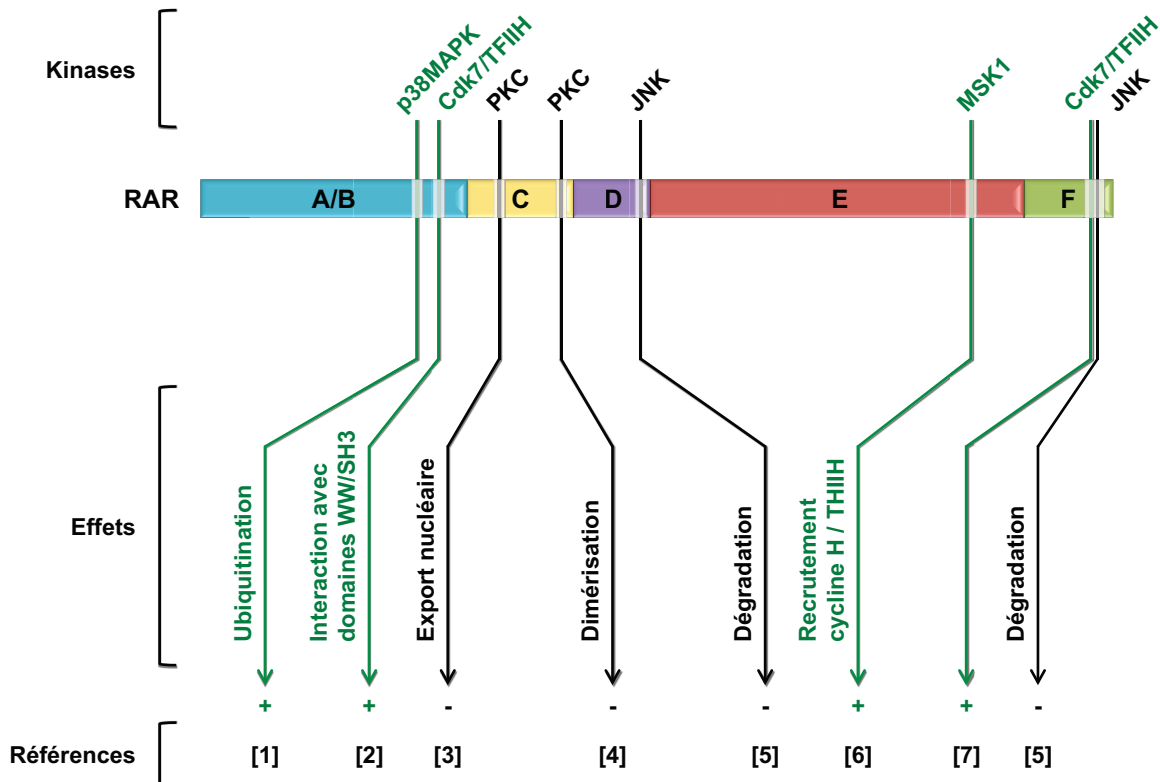 Kinases
p38MAPK
Cdk7/TFIIH
PKC
PKC
JNK
MSK1
Cdk7/TFIIH
JNK
RAR
A/B
C
D
E
F
Effets
Ubiquitination
Interaction avec
domaines WW/SH3
Export nucléaire
Dimérisation
Dégradation
Recrutement
cycline H / THIIH
Dégradation
+
+
-
-
-
+
+
-
Références
[1]
[2]
[3]
[4]
[5]
[6]
[7]
[5]